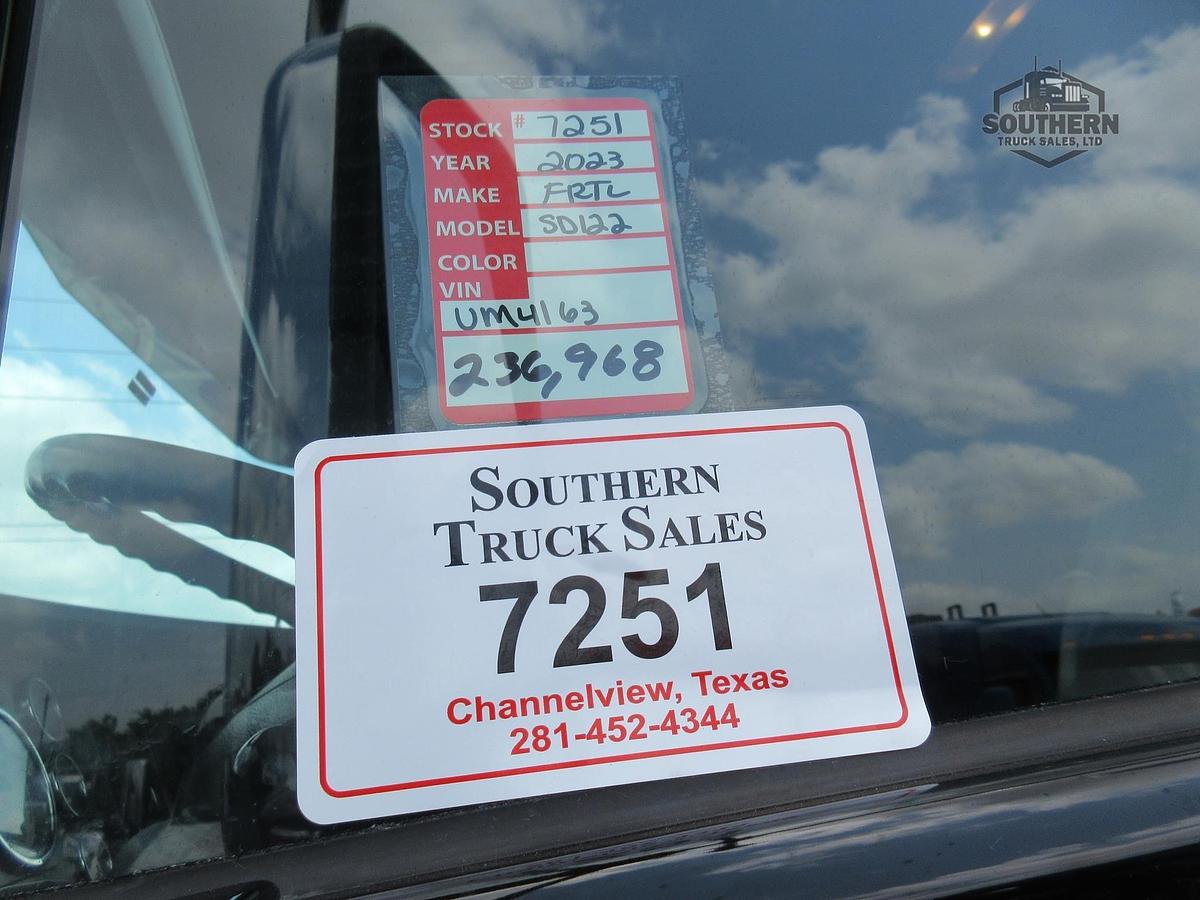 SOUTHERN
TRUCK SALES, LTD
STOCK # 7251
YEAR 2023
MAKE FRTL
MODEL SD122
COLOR
VIN
UM4163
236,968
SOUTHERN
TRUCK SALES
7251
Channelview, Texas
281-452-4344